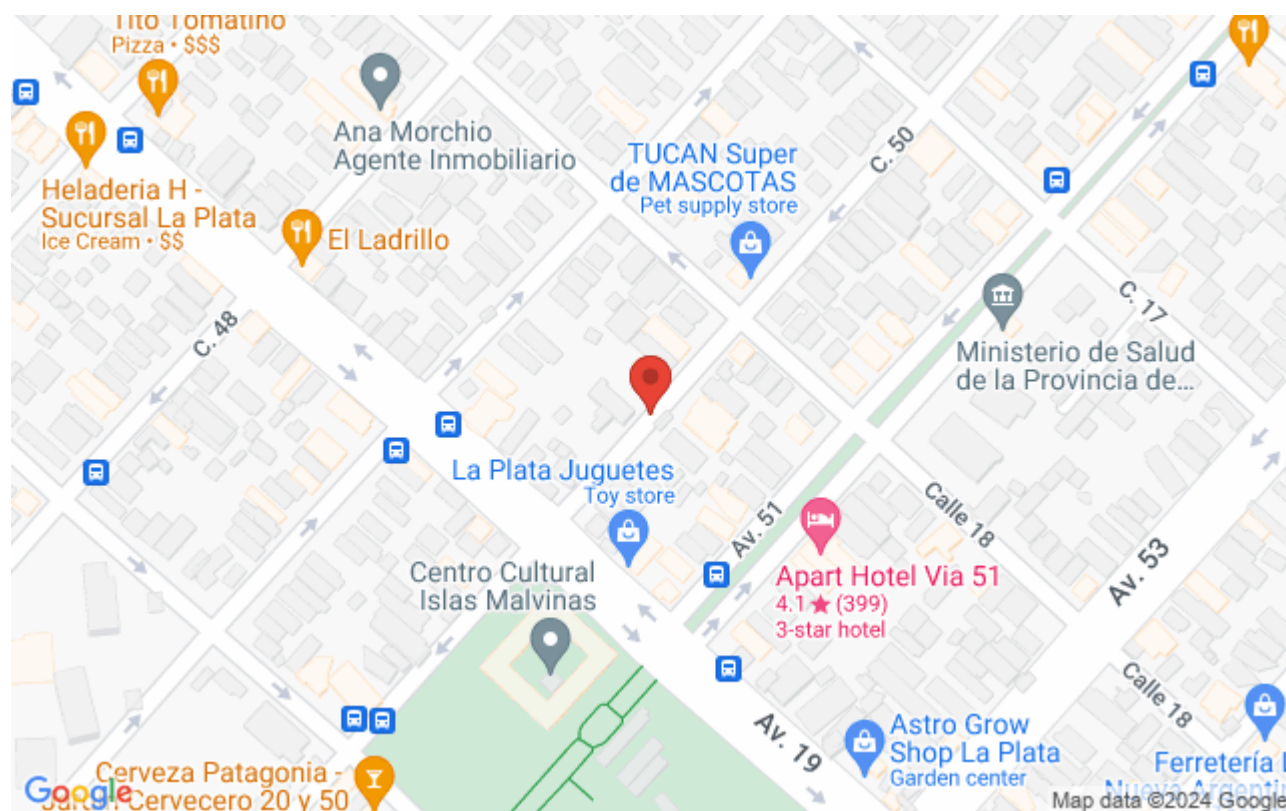 Tito Tomatino
Pizza • $$$
Ana Morchio
Agente Inmobiliario
TUCAN Super
de MASCOTAS
Pet supply store
C. 50
Heladeria H -
Sucursal La Plata
Ice Cream • $$
El Ladrillo
C. 48
C. 17
Ministerio de Salud
de la Provincia de...
La Plata Juguetes
Toy store
Av. 51
Calle 18
Av. 53
Centro Cultural
Islas Malvinas
Apart Hotel Via 51
4.1 ★ (399)
3-star hotel
Calle 18
Av. 19
Astro Grow
Shop La Plata
Garden center
Ferretería
Nueva
Cerveza Patagonia -
Cervecero 20 y 50
Google
Map data ©2024 Google